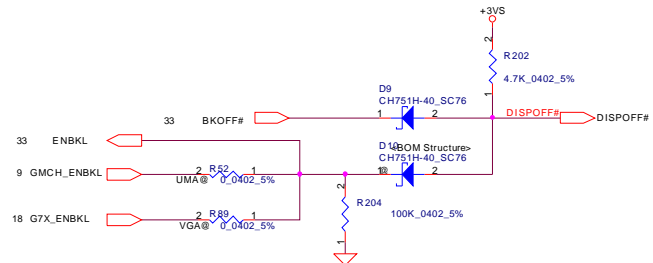 +3VS
2
R202
4.7K_0402_5%
1
D9
CH751H-40_SC76
33 BKOFF# 1 2 DISPOFF# DISPOFF#
33 ENBKL
D10 <BOM Structure>
CH751H-40_SC76
9 GMCH_ENBKL 2 R52 1 1@ 2
UMA@ 0_0402_5%
2
R204
100K_0402_5%
1
18 G7X_ENBKL 2 R89 1
VGA@ 0_0402_5%